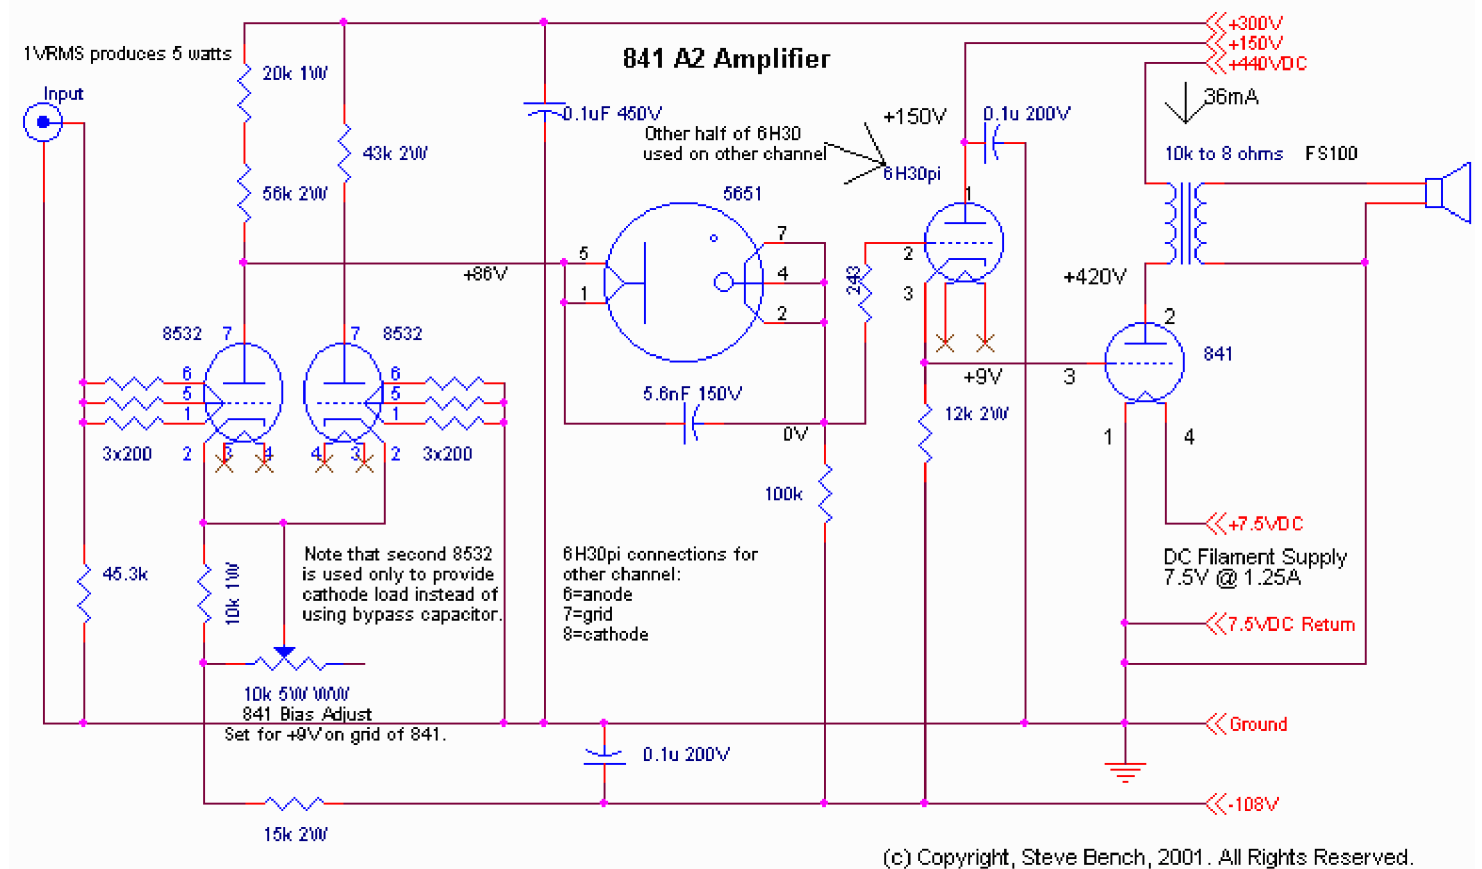 +300V
+150V
+440VDC
1VRMS produces 5 watts
841 A2 Amplifier
Input
20k 1W
36mA
0.1uF 450V
+150V
0.1u 200V
Other half of 6H30
used on other channel
43k 2W
10k to 8 ohms
FS100
6H30pi
56k 2W
5651
1
7
5
2
+86V
4
243
+420V
1
3
2
2
8532
7
7
8532
841
6
6
+9V
3
5
5
5.6nF 150V
1
1
12k 2W
0V
1
4
3x200
2
3
4
4
3
2
3x200
100k
+7.5VDC
Note that second 8532
is used only to provide
cathode load instead of
using bypass capacitor.
6H30pi connections for
other channel:
6=anode
7=grid
8=cathode
DC Filament Supply
7.5V @ 1.25A
45.3k
10k 1W
7.5VDC Return
10k 5W WW
841 Bias Adjust
Set for +9V on grid of 841.
Ground
0.1u 200V
-108V
15k 2W
(c) Copyright, Steve Bench, 2001. All Rights Reserved.